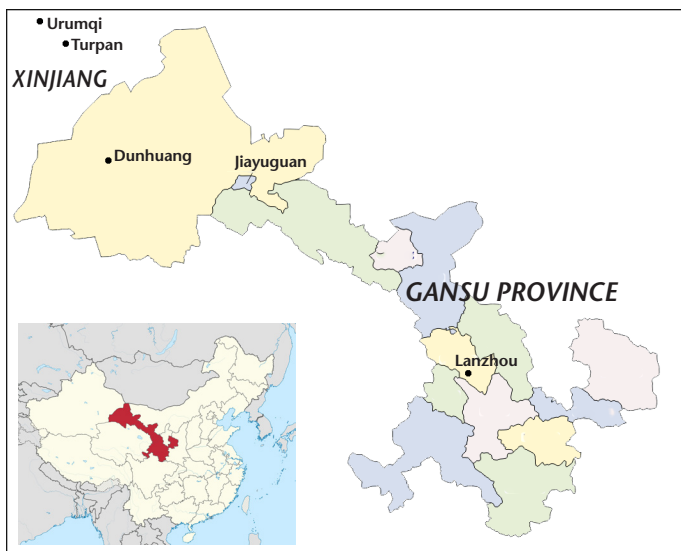 Urumqi
Turpan
XINJIANG
Dunhuang
Jiayuguan
GANSU PROVINCE
Lanzhou